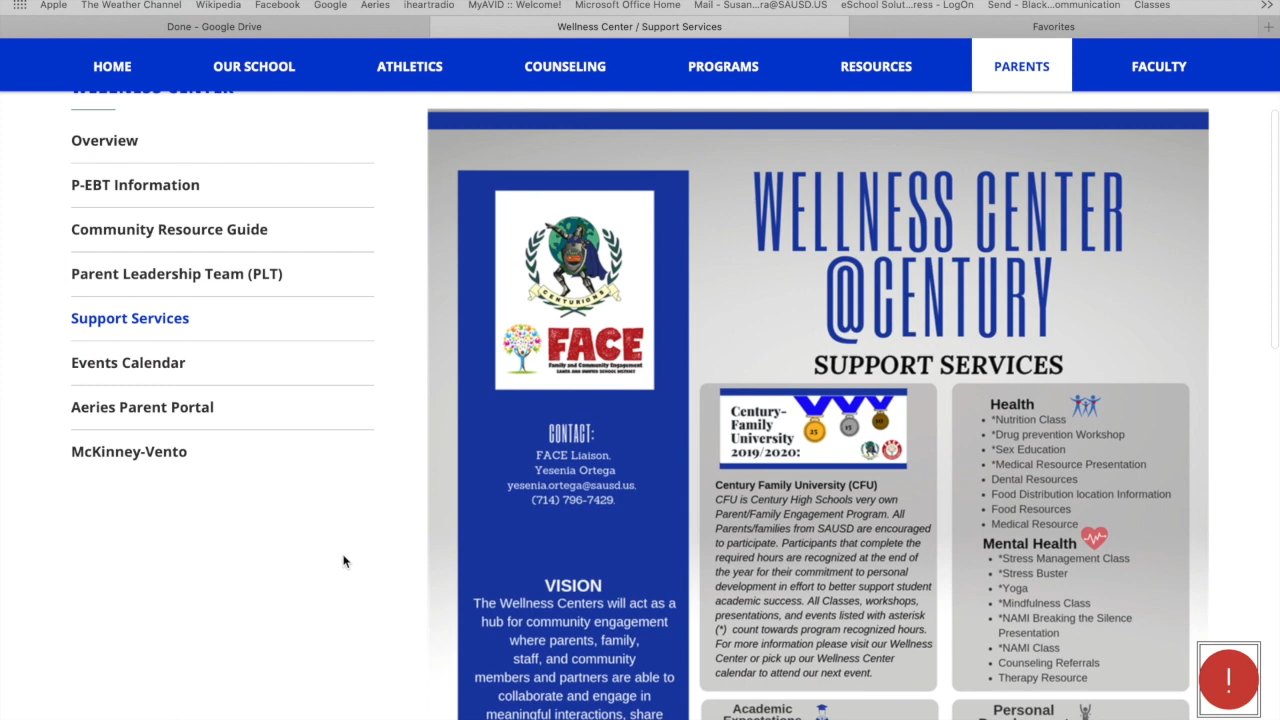 Apple The Weather Channel Wikipedia Facebook Google Aeries iheartradio MyAVID :: Welcome! Microsoft Office Home Mail - Susan...ra@SAUSD.US eSchool Solut...ress - LogOn Send - Black...ommunication Classes >>
Done - Google Drive Wellness Center / Support Services Favorites +
HOME OUR SCHOOL ATHLETICS COUNSELING PROGRAMS RESOURCES PARENTS FACULTY
WELLNESS CENTER
Overview
P-EBT Information
Community Resource Guide
Parent Leadership Team (PLT)
Support Services
Events Calendar
Aeries Parent Portal
McKinney-Vento
CENTURIONS
FACE
Family and Community Engagement
SANTA ANA UNIFIED SCHOOL DISTRICT
CONTACT:
FACE Liaison,
Yesenia Ortega
yesenia.ortega@sausd.us.
(714) 796-7429.
VISION
The Wellness Centers will act as a
hub for community engagement
where parents, family,
staff, and community
members and partners are able to
collaborate and engage in
meaningful interactions, share
WELLNESS CENTER
@CENTURY
SUPPORT SERVICES
Century-
Family
University
2019/2020:
25
15
10
Century Family University (CFU)
CFU is Century High Schools very own
Parent/Family Engagement Program. All
Parents/families from SAUSD are encouraged
to participate. Participants that complete the
required hours are recognized at the end of
the year for their commitment to personal
development in effort to better support student
academic success. All Classes, workshops,
presentations, and events listed with asterisk
(*) count towards program recognized hours.
For more information please visit our Wellness
Center or pick up our Wellness Center
calendar to attend our next event.
Health
• *Nutrition Class
• *Drug prevention Workshop
• *Sex Education
• *Medical Resource Presentation
• Dental Resources
• Food Distribution location Information
• Food Resources
• Medical Resource
Mental Health
• *Stress Management Class
• *Stress Buster
• *Yoga
• *Mindfulness Class
• *NAMI Breaking the Silence
Presentation
• *NAMI Class
• Counseling Referrals
• Therapy Resource
Academic
Expectations
Personal
!